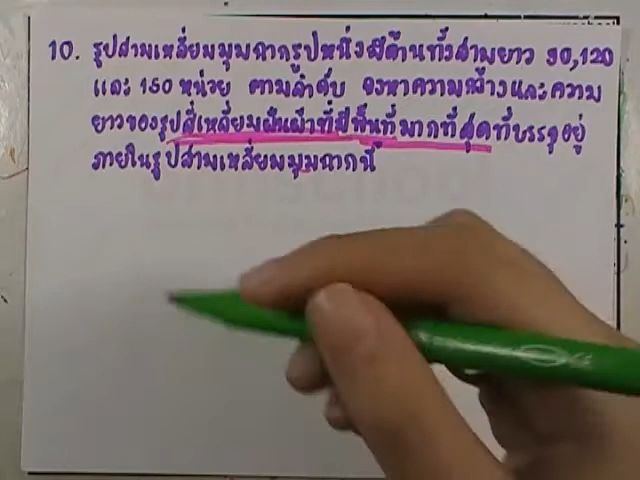 10. รูปสามเหลี่ยมมุมฉากรูปหนึ่งมีด้านทั้งสามยาว 90,120
และ 150 หน่วย ตามลำดับ จงหาความกว้างและความ
ยาวของรูปสี่เหลี่ยมผืนผ้าที่มีพื้นที่มากที่สุดที่บรรจุอยู่
ภายในรูปสามเหลี่ยมมุมฉากนี้